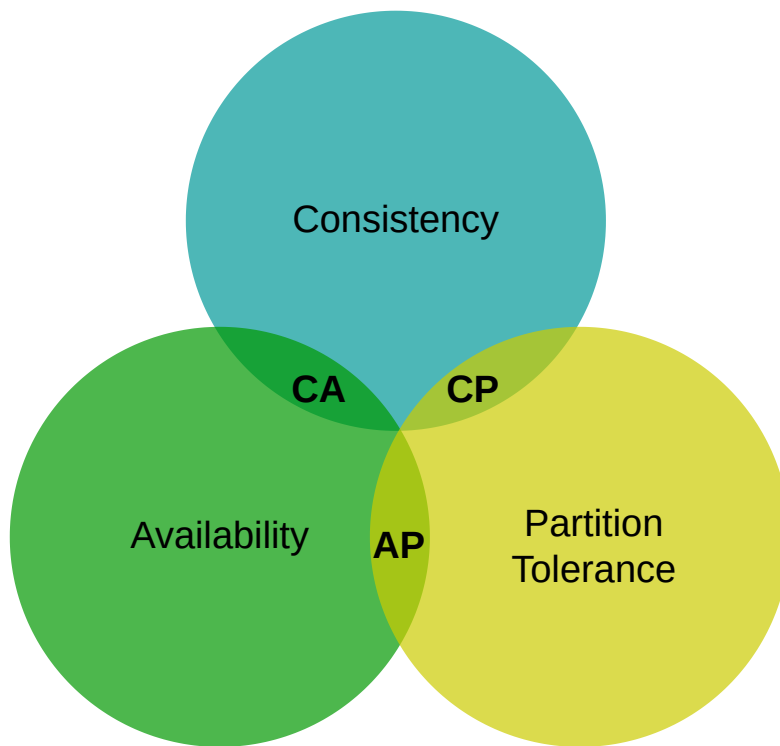 Consistency
CA
CP
Availability
AP
Partition
Tolerance